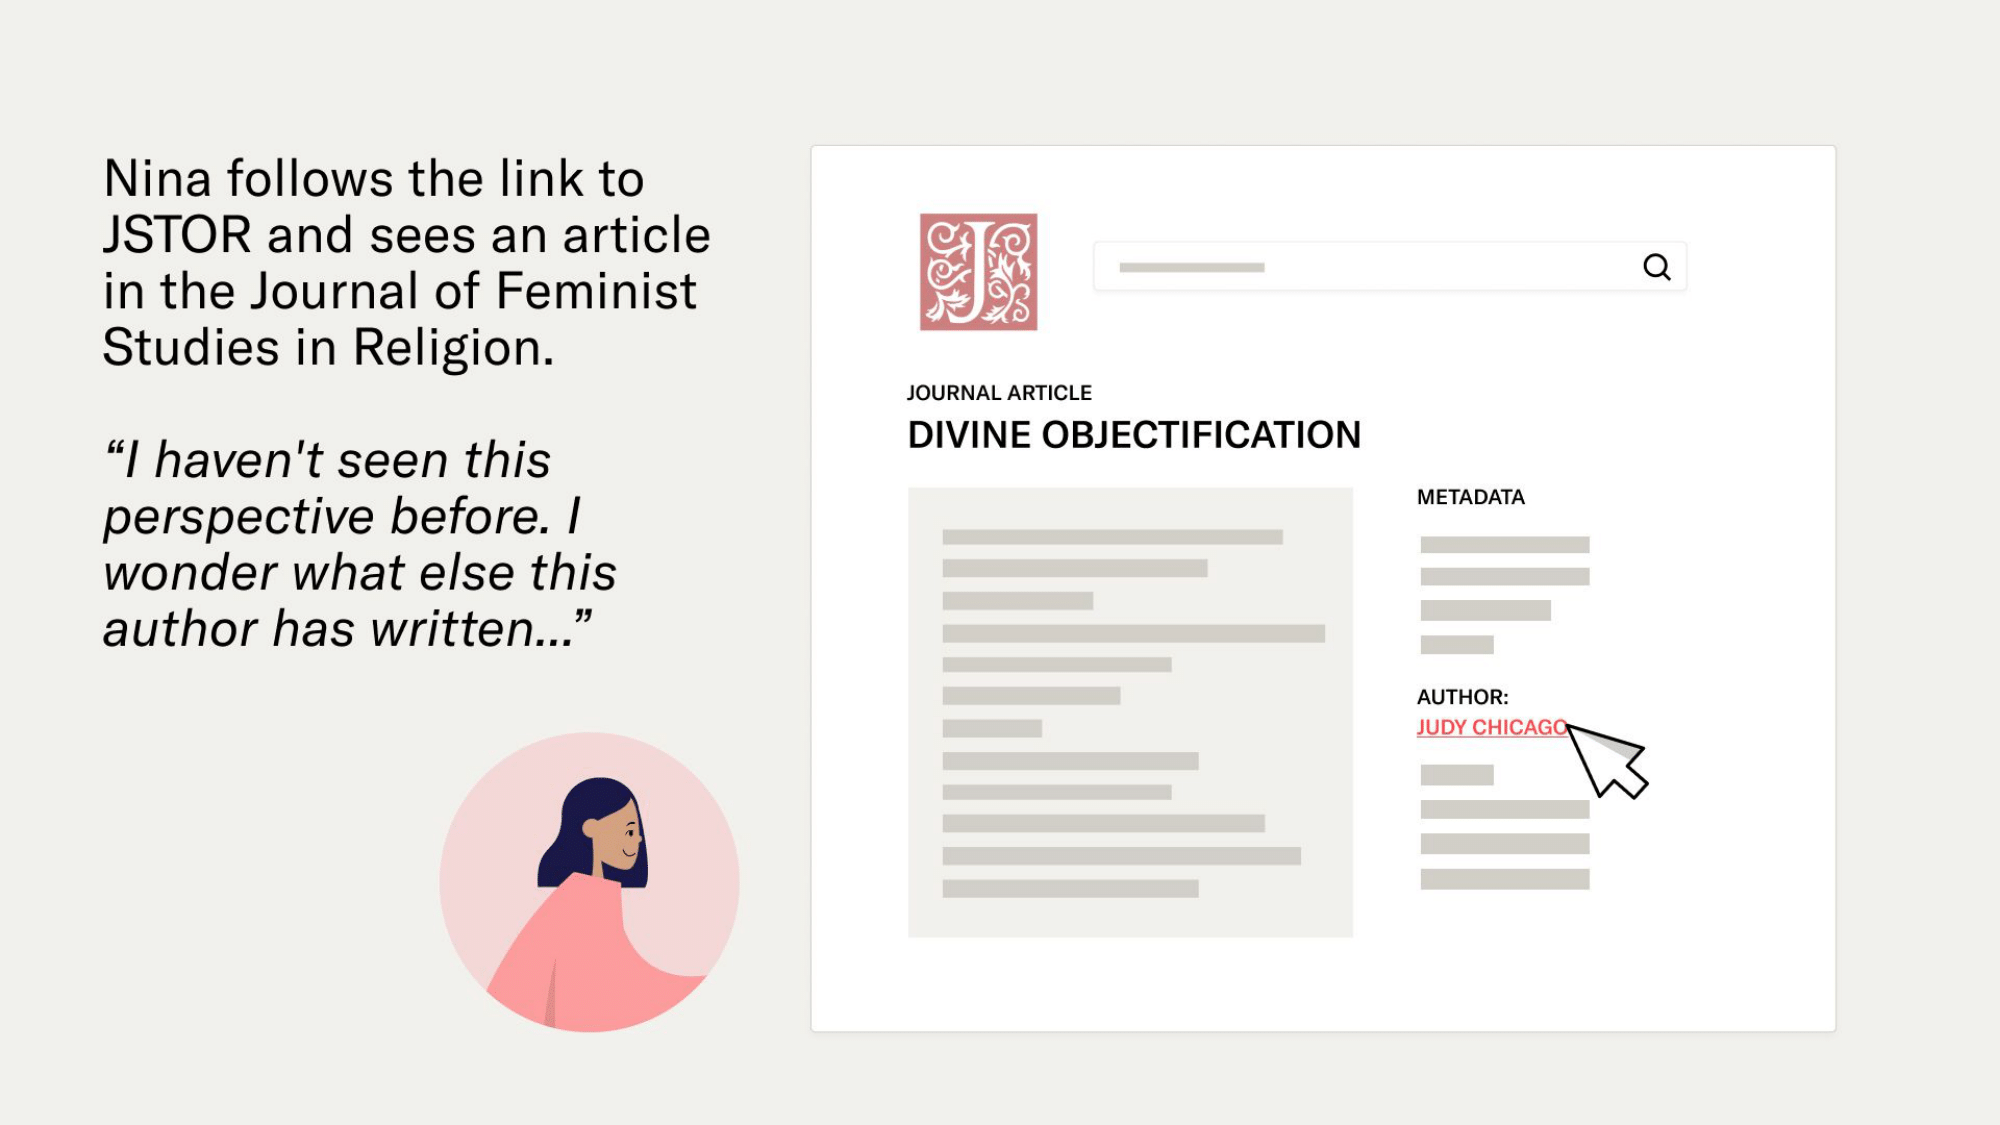 Nina follows the link to
JSTOR and sees an article
in the Journal of Feminist
Studies in Religion.
“I haven't seen this
perspective before. I
wonder what else this
author has written...”
J
JOURNAL ARTICLE
DIVINE OBJECTIFICATION
METADATA
AUTHOR:
JUDY CHICAGO